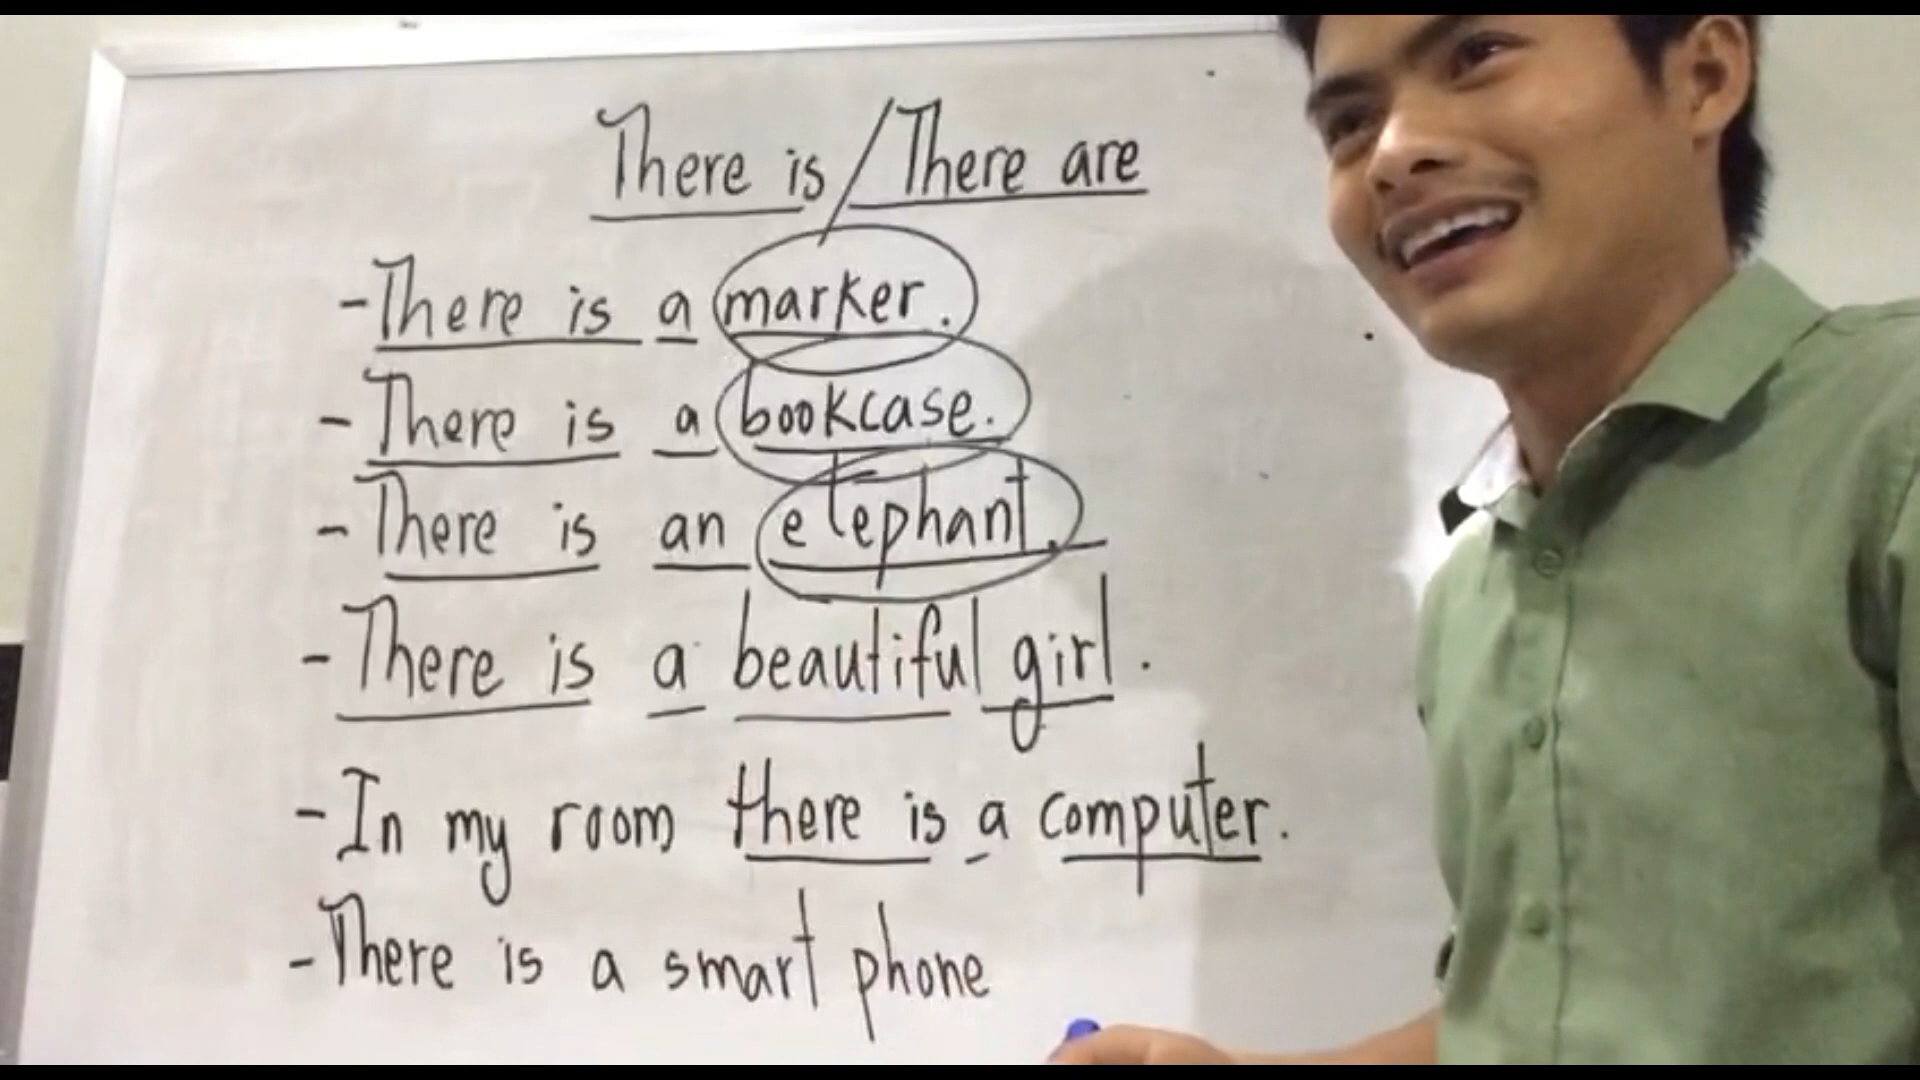 There is/There are
-There is a marker.
- There is a bookcase.
- There is an elephant.
- There is a beautiful girl.
- In my room there is a computer.
-There is a smart phone